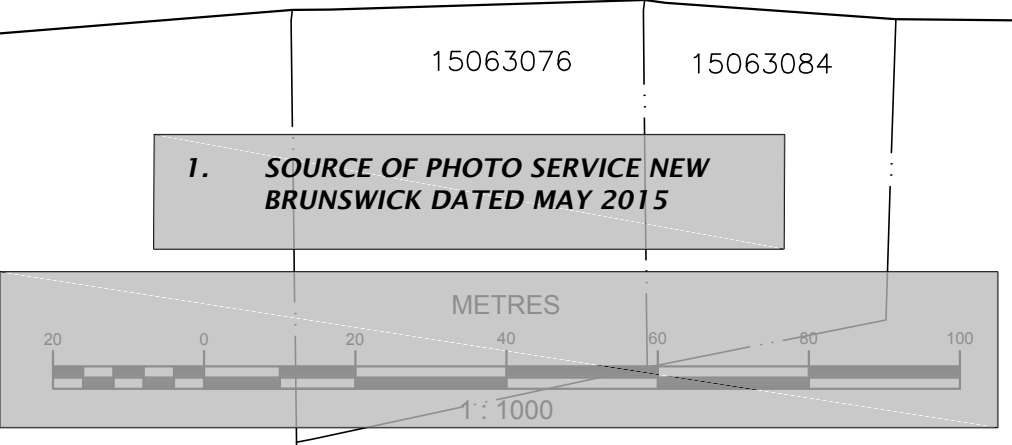 15063076 15063084
1. SOURCE OF PHOTO SERVICE NEW
BRUNSWICK DATED MAY 2015
METRES
20 0 20 40 60 80 100
1 : 1000